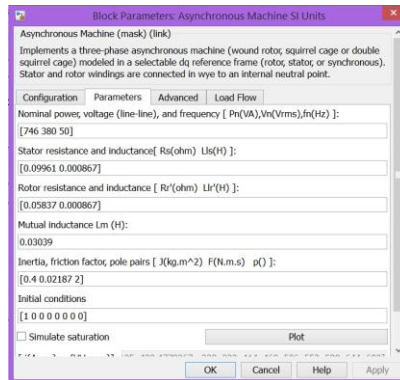 Block Parameters: Asynchronous Machine SI Units
Asynchronous Machine (mask) (link)
Implements a three-phase asynchronous machine (wound rotor, squirrel cage or double
squirrel cage) modeled in a selectable dq reference frame (rotor, stator, or synchronous).
Stator and rotor windings are connected in wye to an internal neutral point.
Configuration Parameters Advanced Load Flow
Nominal power, voltage (line-line), and frequency [ Pn(VA),Vn(Vrms),fn(Hz) ]:
[746 380 50]
Stator resistance and inductance[ Rs(ohm) Lls(H) ]:
[0.09961 0.000867]
Rotor resistance and inductance [ Rr'(ohm) Llr'(H) ]:
[0.05837 0.000867]
Mutual inductance Lm (H):
0.03039
Inertia, friction factor, pole pairs [ J(kg.m^2) F(N.m.s) p() ]:
[0.4 0.02187 2]
Initial conditions
[1 0 0 0 0 0 0 0]
Simulate saturation Plot
OK Cancel Help Apply